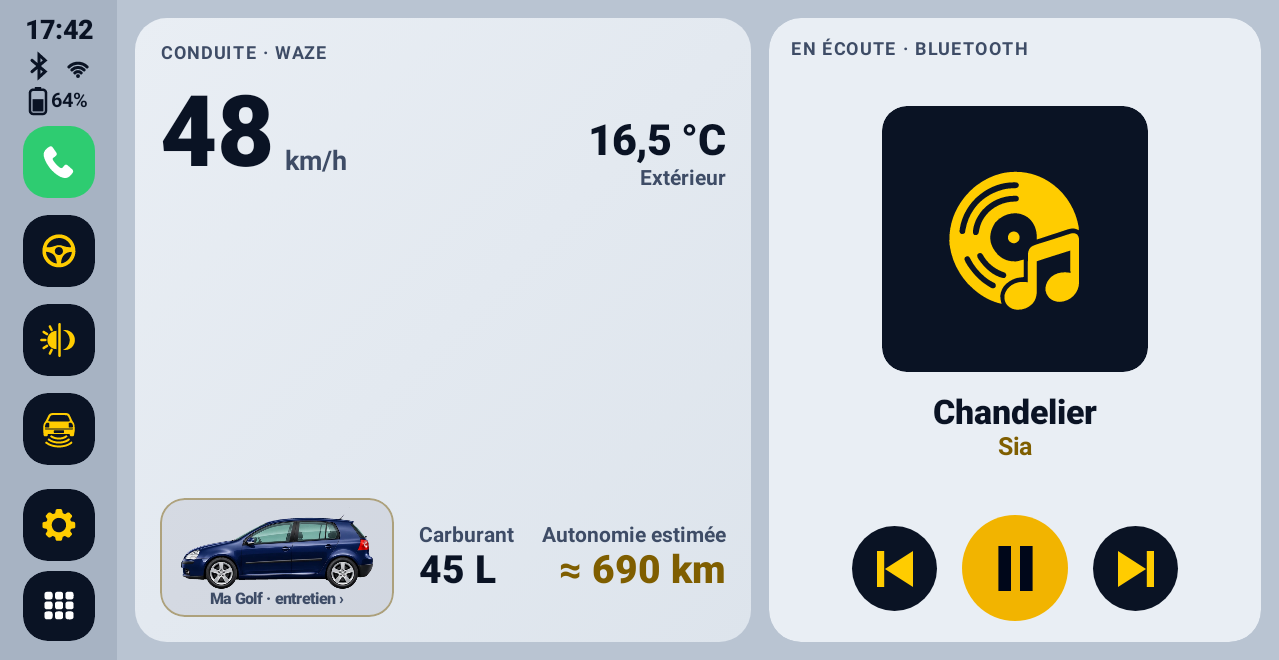 17:42
64%
CONDUITE · WAZE
48 km/h
16,5 °C
Extérieur
Ma Golf · entretien ›
Carburant
45 L
Autonomie estimée
≈ 690 km
EN ÉCOUTE · BLUETOOTH
Chandelier
Sia